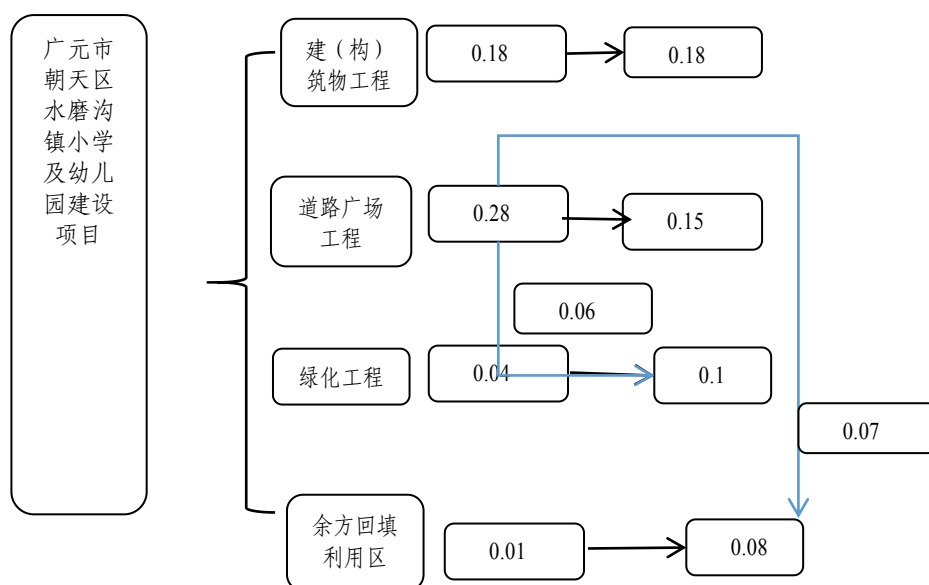 广元市
朝天区
水磨沟
镇小学
及幼儿
园建设
项目
建（构）
筑物工程
0.18
0.18
道路广场
工程
0.28
0.15
0.06
绿化工程
0.04
0.1
0.07
余方回填
利用区
0.01
0.08